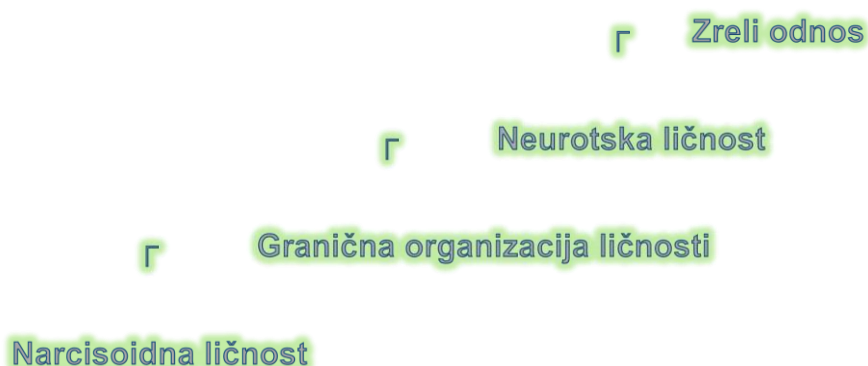 Zreli odnos
Neurotska ličnost
Granična organizacija ličnosti
Narcisoidna ličnost